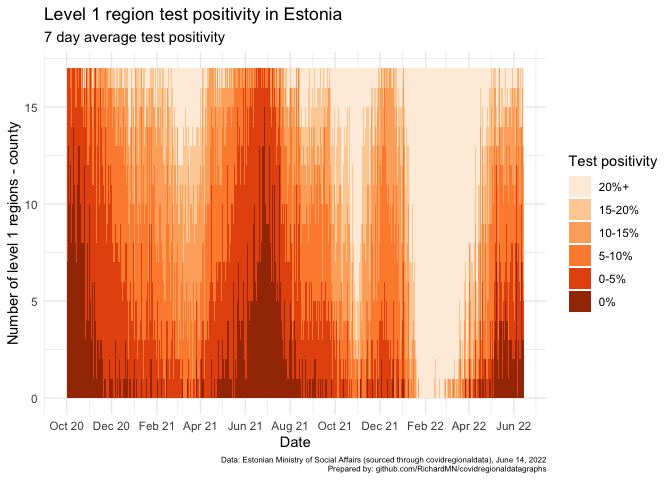 Level 1 region test positivity in Estonia
7 day average test positivity
Number of level 1 regions - county
15
10
5
0
Oct 20 Dec 20 Feb 21 Apr 21 Jun 21 Aug 21 Oct 21 Dec 21 Feb 22 Apr 22 Jun 22
Date
Test positivity
20%+
15-20%
10-15%
5-10%
0-5%
0%
Data: Estonian Ministry of Social Affairs (sourced through covidregionaldata), June 14, 2022
Prepared by: github.com/RichardMN/covidregionaldatagraphs